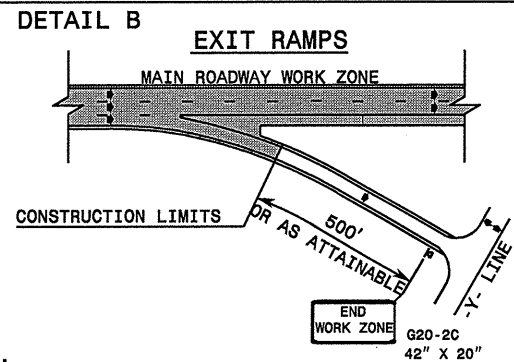 DETAIL B
EXIT RAMPS
MAIN ROADWAY WORK ZONE
CONSTRUCTION LIMITS
500'
OR AS ATTAINABLE
-Y- LINE
END
WORK ZONE
G20-2C
42" X 20"